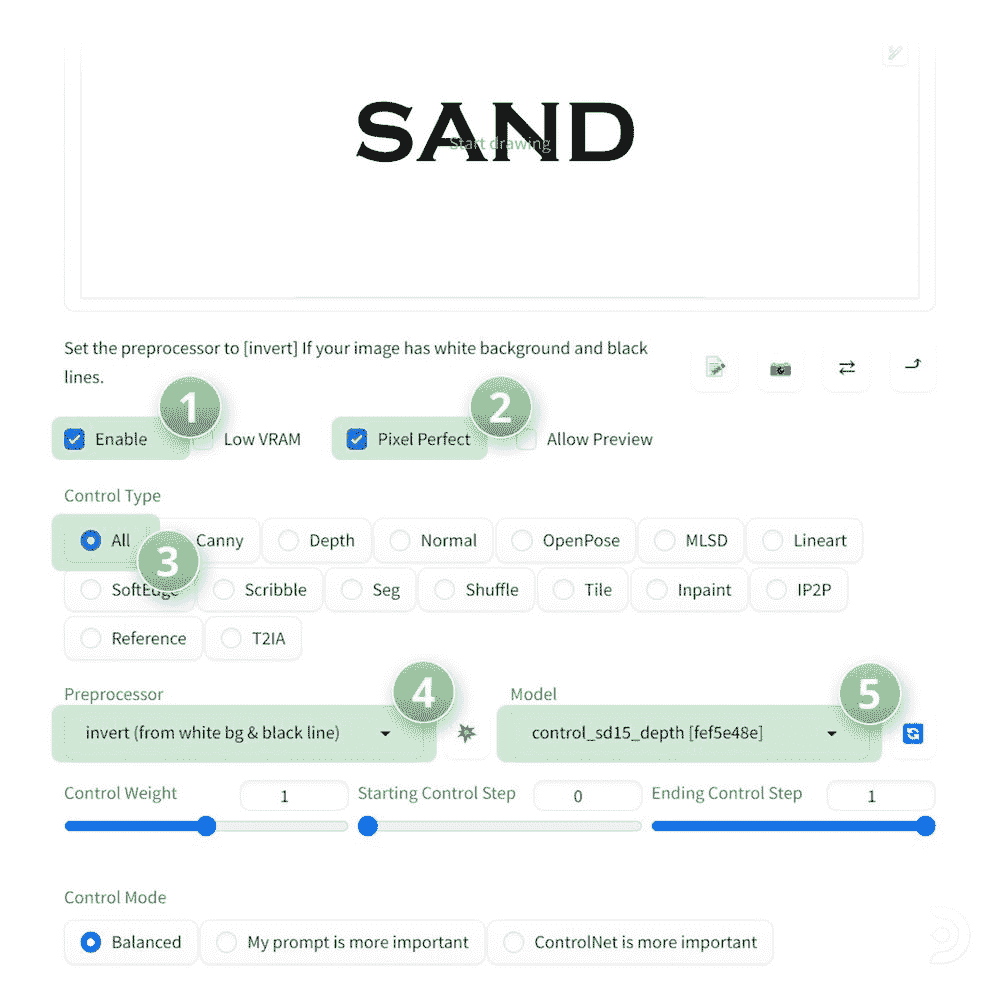 SAND
Start drawing
Set the preprocessor to [invert] If your image has white background and black
lines.
1 2
Enable Low VRAM Pixel Perfect Allow Preview
Control Type
All Canny Depth Normal OpenPose MLSD Lineart
3
SoftEdge Scribble Seg Shuffle Tile Inpaint IP2P
Reference T2IA
Preprocessor 4 Model 5
invert (from white bg & black line) control_sd15_depth [fef5e48e]
Control Weight 1 Starting Control Step 0 Ending Control Step 1
Control Mode
Balanced My prompt is more important ControlNet is more important